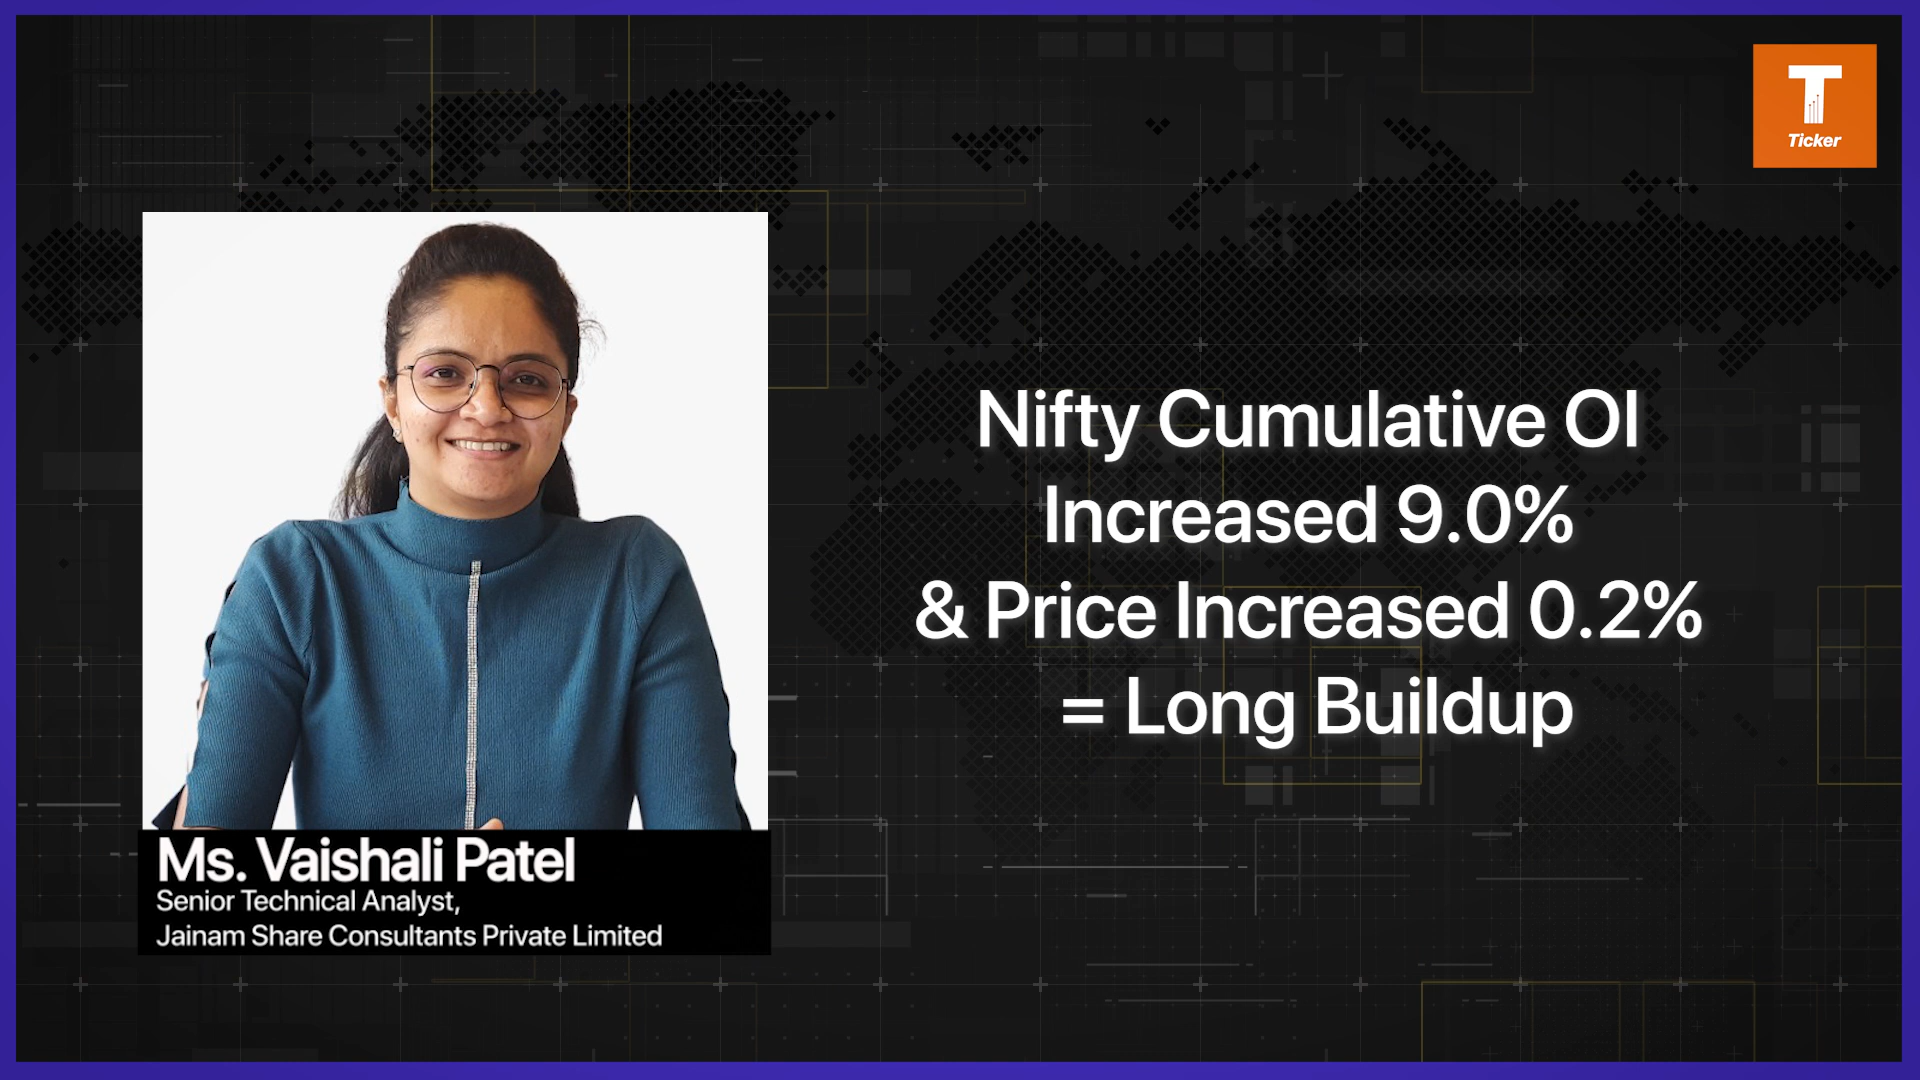 T
Ticker
Nifty Cumulative OI
Increased 9.0%
& Price Increased 0.2%
= Long Buildup
Ms. Vaishali Patel
Senior Technical Analyst,
Jainam Share Consultants Private Limited